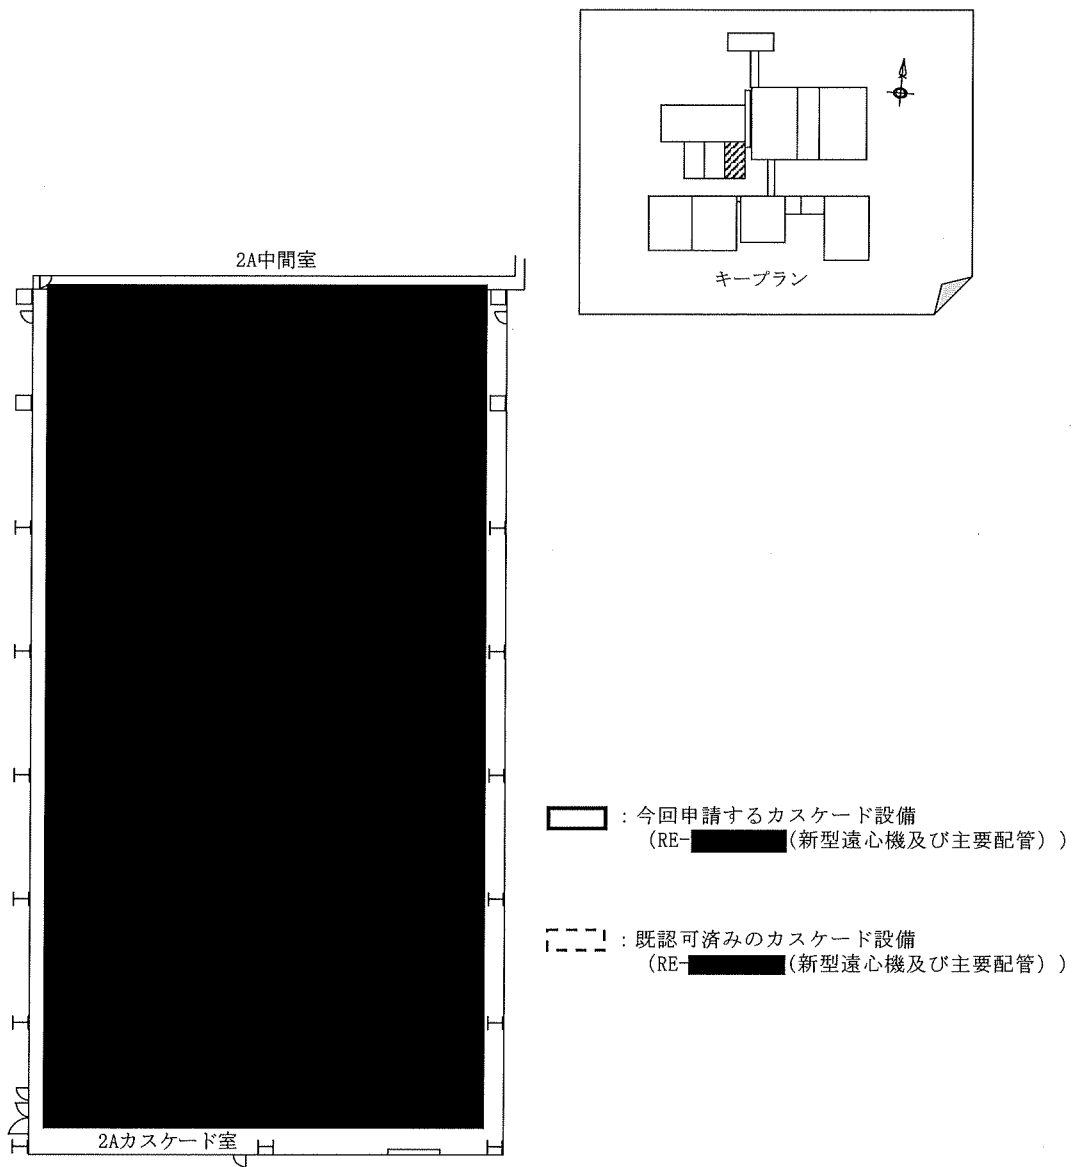 キープラン
2A中間室
:今回申請するカスケード設備
(RE-
(新型遠心機及び主要配管))
:既認可済みのカスケード設備
(RE-
(新型遠心機及び主要配管))
2Aカスケード室